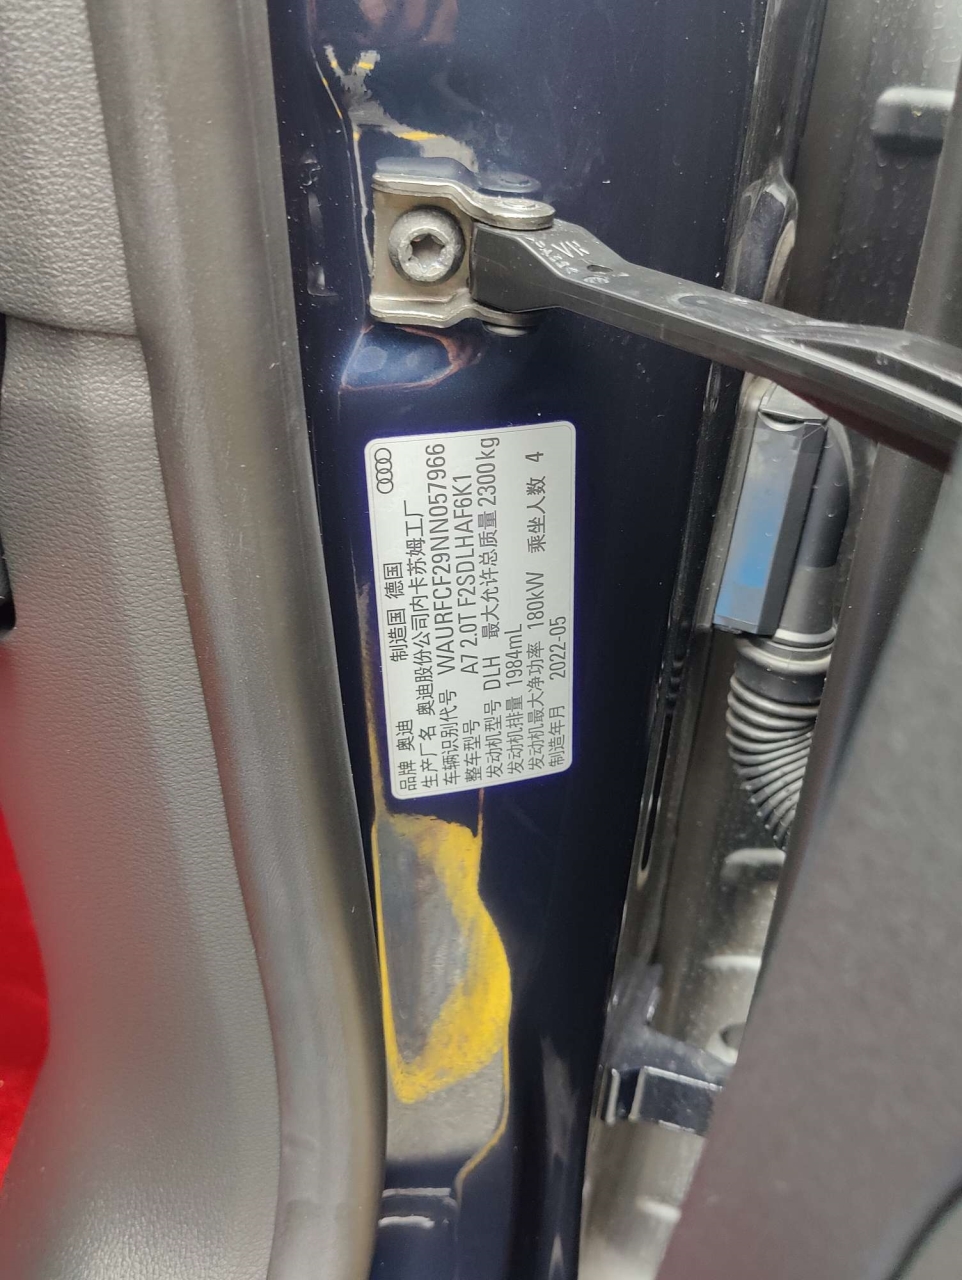 品牌 奥迪 制造国 德国
生产厂名 奥迪股份公司内卡苏姆工厂
车辆识别代号 WAURFCF29NN057966
整车型号 A7 2.0T F2SDLHAF6K1
发动机型号 DLH 最大允许总质量 2300kg
发动机排量 1984mL
发动机最大净功率 180kW 乘坐人数 4
制造年月 2022-05